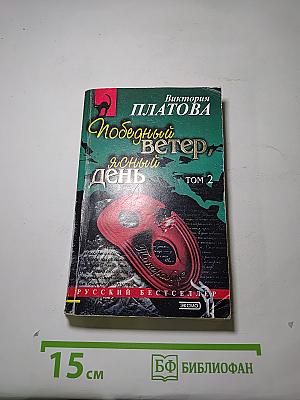 Виктория
ПЛАТОВА
Победный
ветер,
ясный
день
ТОМ 2
РУССКИЙ БЕСТСЕЛЛЕР
ЭКСМО
15 см
БФ БИБЛИОФАН